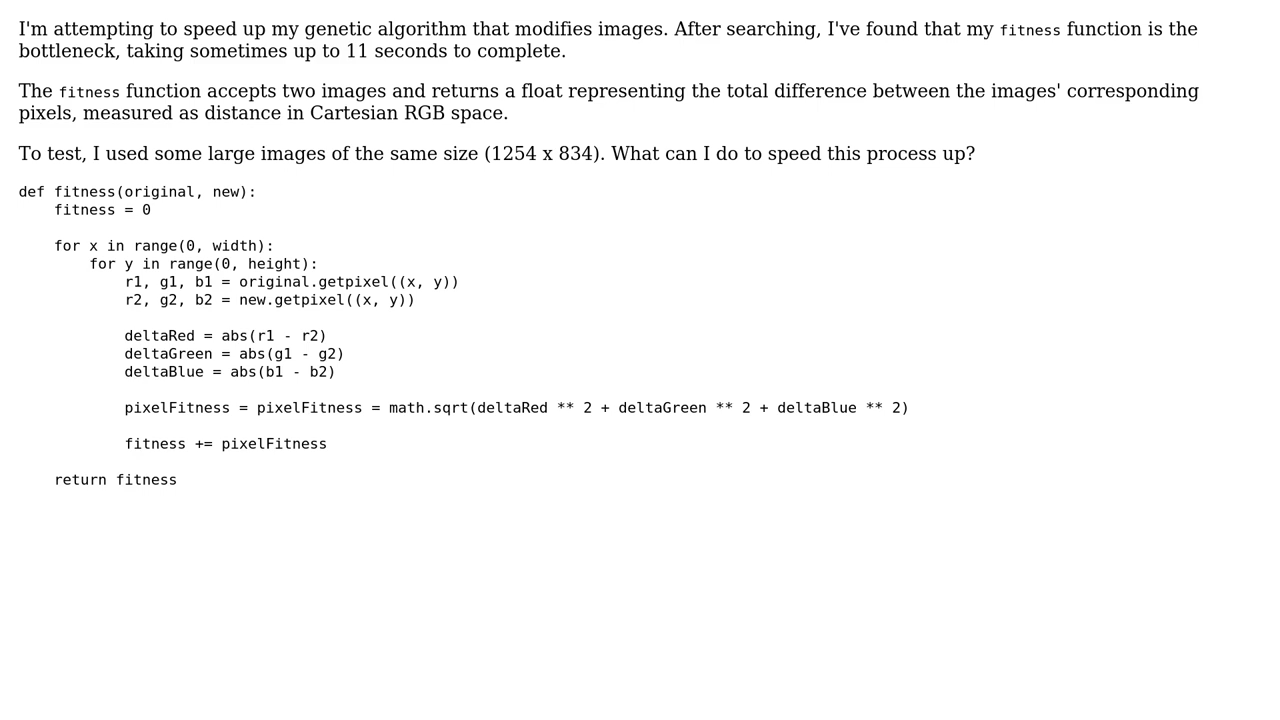 I'm attempting to speed up my genetic algorithm that modifies images. After searching, I've found that my fitness function is the
bottleneck, taking sometimes up to 11 seconds to complete.
The fitness function accepts two images and returns a float representing the total difference between the images' corresponding
pixels, measured as distance in Cartesian RGB space.
To test, I used some large images of the same size (1254 x 834). What can I do to speed this process up?
def fitness(original, new):
    fitness = 0
    for x in range(0, width):
        for y in range(0, height):
            r1, g1, b1 = original.getpixel((x, y))
            r2, g2, b2 = new.getpixel((x, y))
            deltaRed = abs(r1 - r2)
            deltaGreen = abs(g1 - g2)
            deltaBlue = abs(b1 - b2)
            pixelFitness = pixelFitness = math.sqrt(deltaRed ** 2 + deltaGreen ** 2 + deltaBlue ** 2)
            fitness += pixelFitness
    return fitness